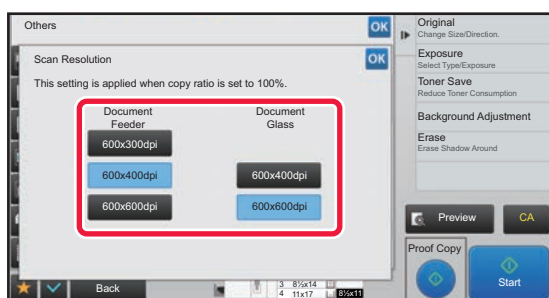 Others
OK
Scan Resolution
OK
This setting is applied when copy ratio is set to 100%.
Document
Feeder
Document
Glass
600x300dpi
600x400dpi
600x400dpi
600x600dpi
600x600dpi
Back
3 8½x14
4 11x17
8½x11
Original
Change Size/Direction.
Exposure
Select Type/Exposure
Toner Save
Reduce Toner Consumption
Background Adjustment
Erase
Erase Shadow Around
Preview
CA
Proof Copy
Start